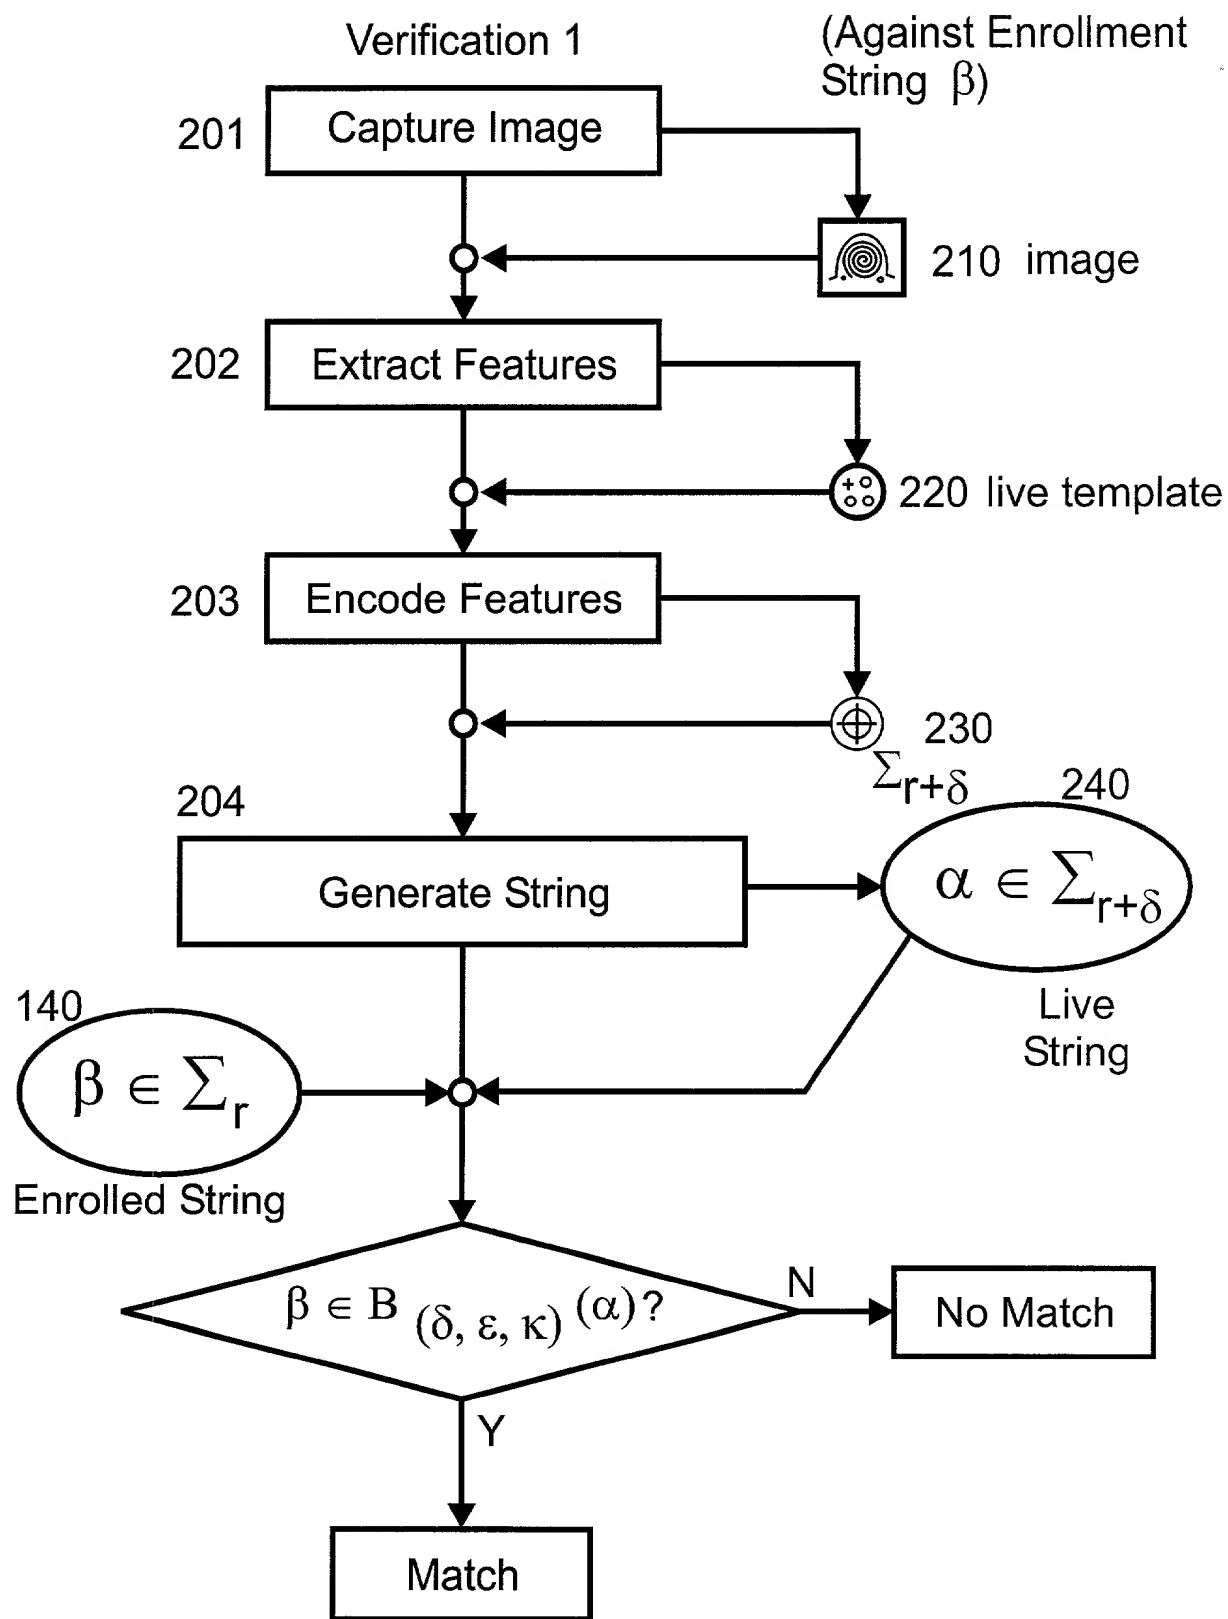 Verification 1
(Against Enrollment
String β)
201
Capture Image
210 image
202
Extract Features
220 live template
203
Encode Features
230
Σr+δ
240
204
Generate String
α ∈ Σr+δ
Live
String
140
β ∈ Σr
Enrolled String
β ∈ B (δ, ε, κ) (α)?
N
No Match
Y
Match